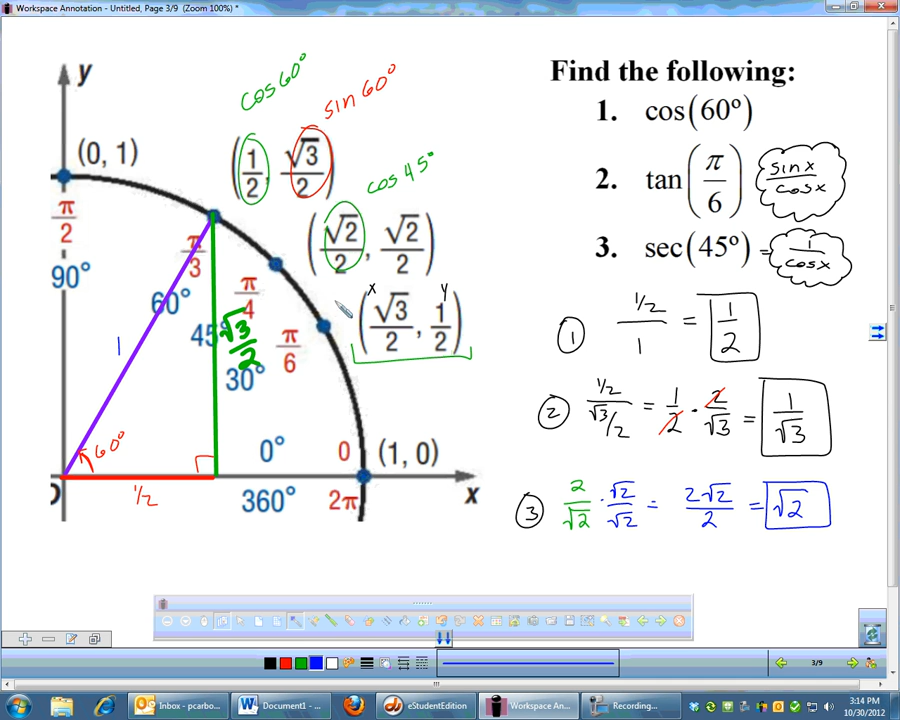 Workspace Annotation - Untitled, Page 3/9 (Zoom 100%) *
y
cos 60°
sin 60°
(0, 1)
(1/2, √3/2)
cos 45°
π/2
90°
π/3
60°
(√2/2, √2/2)
π/4
45°
x y
(√3/2, 1/2)
π/6
30°
√3/2
1
60°
1/2
0° 0 (1, 0)
360° 2π
x
Find the following:
1. cos(60º)
2. tan(π/6) sin x/cos x
3. sec(45º) = 1/cos x
① ½/1 = 1/2
② ½/√3/2 = 1/2 · 2/√3 = 1/√3
③ 2/√2 · √2/√2 = 2√2/2 = √2
3/9
Inbox - pcarbo...
Document1 - ...
eStudentEdition
Workspace An...
Recording...
3:14 PM
10/30/2012